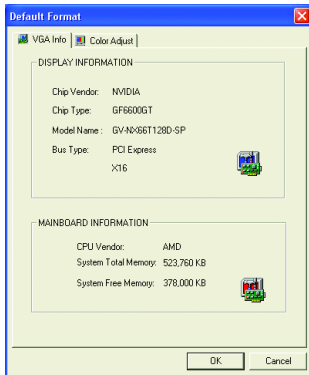 Default Format
VGA Info Color Adjust
DISPLAY INFORMATION
Chip Vendor: NVIDIA
Chip Type: GF6600GT
Model Name : GV-NX66T128D-SP
Bus Type: PCI Express
X16
MAINBOARD INFORMATION
CPU Vendor: AMD
System Total Memory: 523,760 KB
System Free Memory: 378,000 KB
OK Cancel